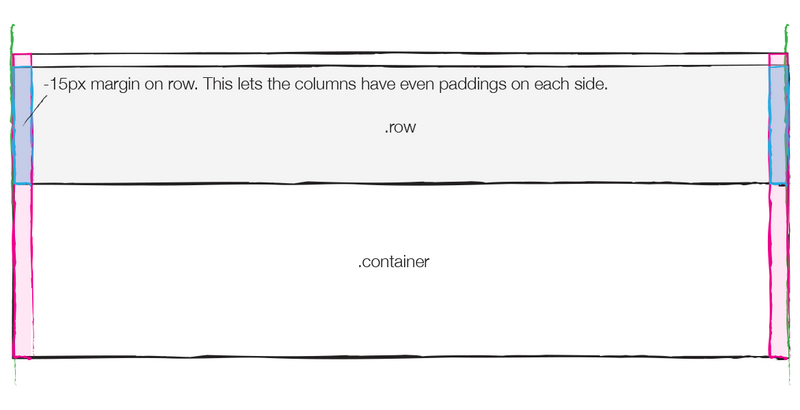 -15px margin on row. This lets the columns have even paddings on each side.
.row
.container